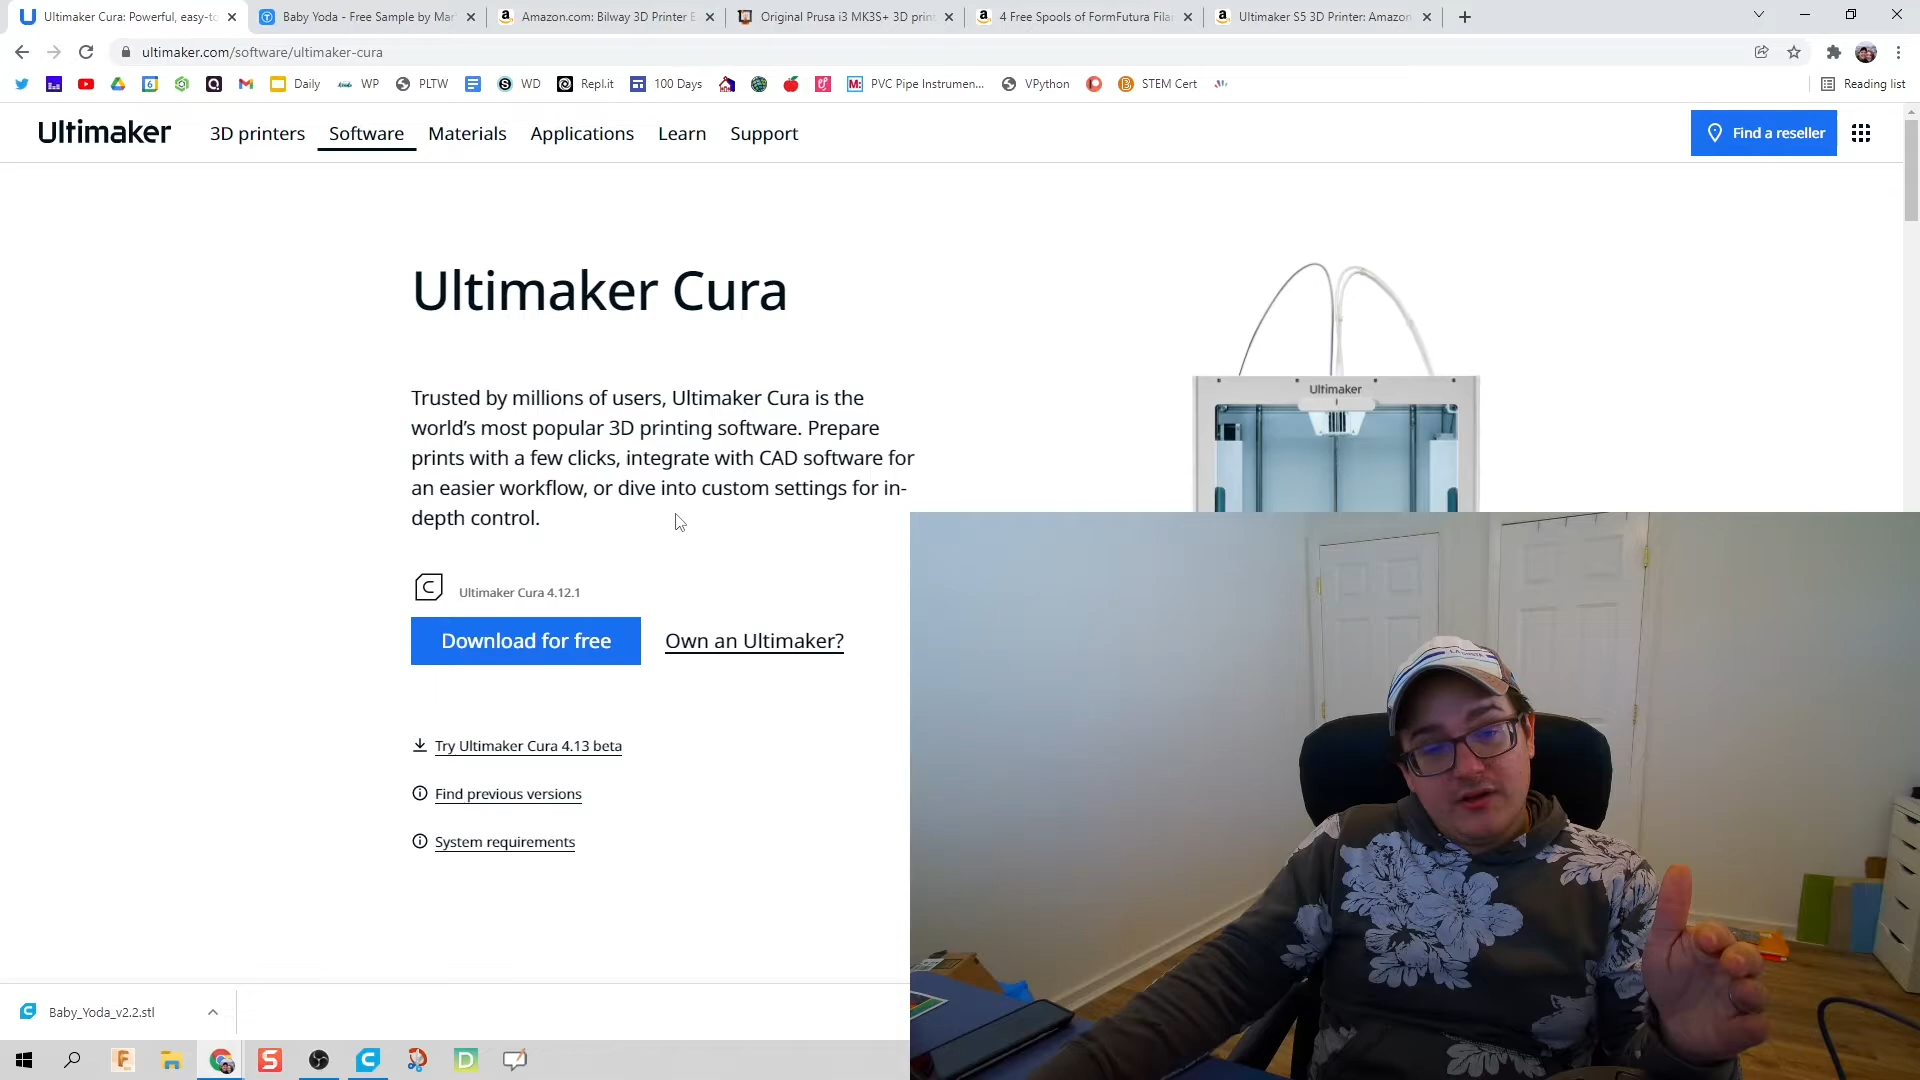 Ultimaker Cura: Powerful, easy-to
Baby Yoda - Free Sample by Mar
Amazon.com: Bilway 3D Printer E
Original Prusa i3 MK3S+ 3D print
4 Free Spools of FormFutura Fila
Ultimaker S5 3D Printer: Amazon
ultimaker.com/software/ultimaker-cura
Daily
WP
PLTW
WD
Repl.it
100 Days
PVC Pipe Instrumen...
VPython
STEM Cert
Reading list
Ultimaker
3D printers
Software
Materials
Applications
Learn
Support
Find a reseller
Ultimaker Cura
Trusted by millions of users, Ultimaker Cura is the
world's most popular 3D printing software. Prepare
prints with a few clicks, integrate with CAD software for
an easier workflow, or dive into custom settings for in-
depth control.
Ultimaker
Ultimaker Cura 4.12.1
Download for free
Own an Ultimaker?
Try Ultimaker Cura 4.13 beta
Find previous versions
System requirements
Baby_Yoda_v2.2.stl